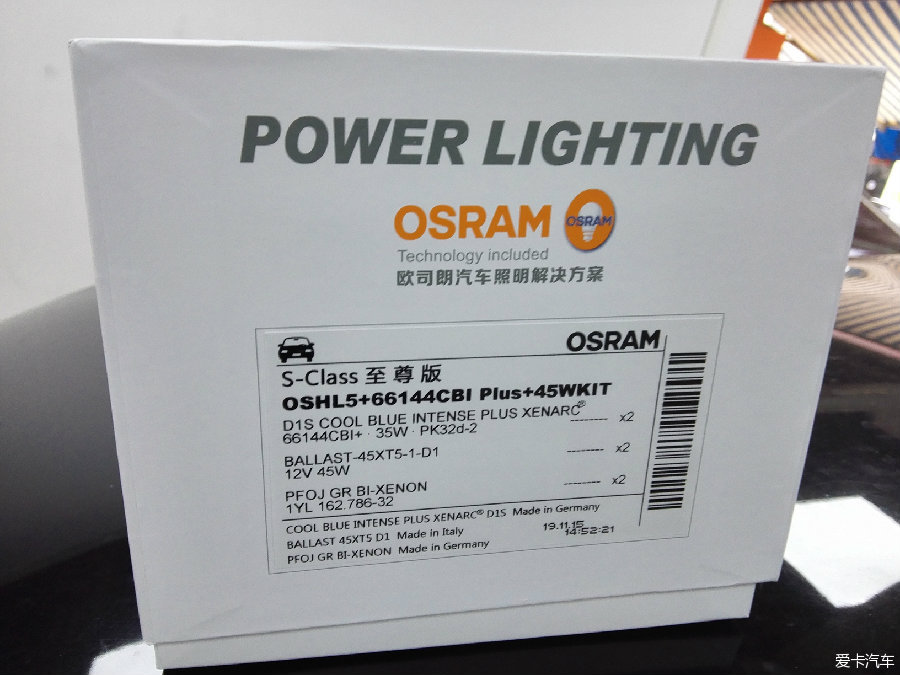 POWER LIGHTING
OSRAM OSRAM
Technology included
欧司朗汽车照明解决方案
OSRAM
S-Class 至尊版
OSHL5+66144CBI Plus+45WKIT
D1S COOL BLUE INTENSE PLUS XENARC®
66144CBI+ · 35W · PK32d-2 -------- x2
BALLAST-45XT5-1-D1 -------- x2
12V 45W
PFOJ GR BI-XENON -------- x2
1YL 162.786-32
COOL BLUE INTENSE PLUS XENARC® D1S Made in Germany
BALLAST 45XT5 D1 Made in Italy 19.11.15
14:52:21
PFOJ GR BI-XENON Made in Germany
爱卡汽车